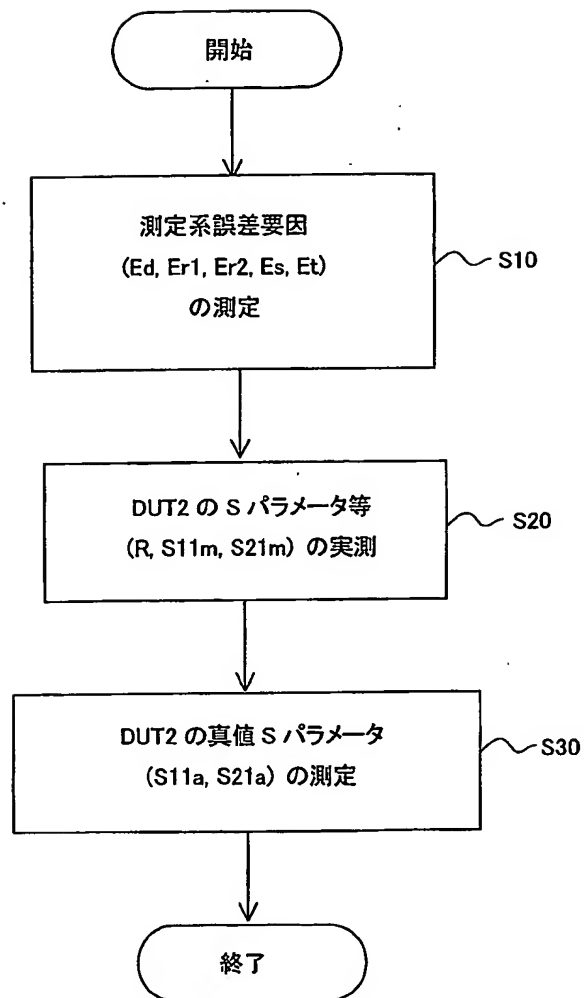 開始
測定系誤差要因
(Ed, Er1, Er2, Es, Et)
の測定
S10
DUT2 の S パラメータ等
(R, S11m, S21m) の実測
S20
DUT2 の真値 S パラメータ
(S11a, S21a) の測定
S30
終了